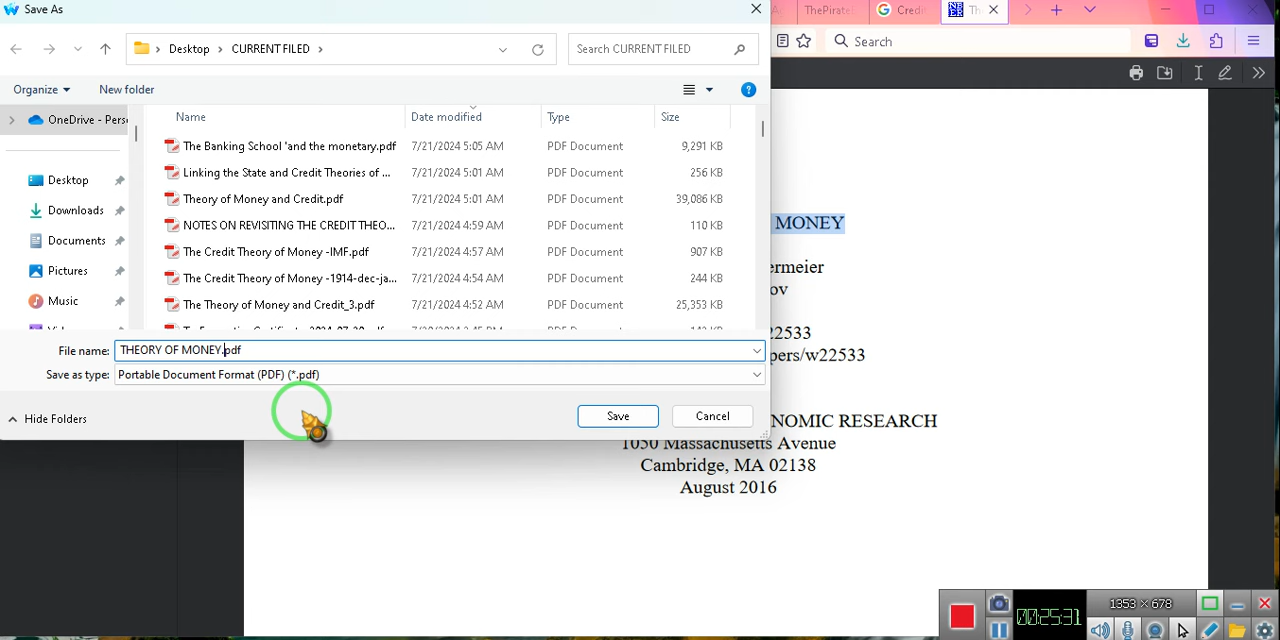 Save As
ThePirate
Credi
Th
Desktop > CURRENT FILED >
Search CURRENT FILED
Search
Organize
New folder
OneDrive - Pers
Name
Date modified
Type
Size
The Banking School 'and the monetary.pdf 7/21/2024 5:05 AM PDF Document 9,291 KB
Linking the State and Credit Theories of ... 7/21/2024 5:01 AM PDF Document 256 KB
Theory of Money and Credit.pdf 7/21/2024 5:01 AM PDF Document 39,086 KB
NOTES ON REVISITING THE CREDIT THEO... 7/21/2024 4:59 AM PDF Document 110 KB
The Credit Theory of Money -IMF.pdf 7/21/2024 4:57 AM PDF Document 907 KB
The Credit Theory of Money -1914-dec-ja... 7/21/2024 4:54 AM PDF Document 244 KB
The Theory of Money and Credit_3.pdf 7/21/2024 4:52 AM PDF Document 25,353 KB
Desktop
Downloads
Documents
Pictures
Music
File name: THEORY OF MONEY.pdf
Save as type: Portable Document Format (PDF) (*.pdf)
Hide Folders
Save
Cancel
MONEY
ermeier
ov
22533
pers/w22533
NOMIC RESEARCH
1050 Massachusetts Avenue
Cambridge, MA 02138
August 2016
00:25:31
1353 × 678